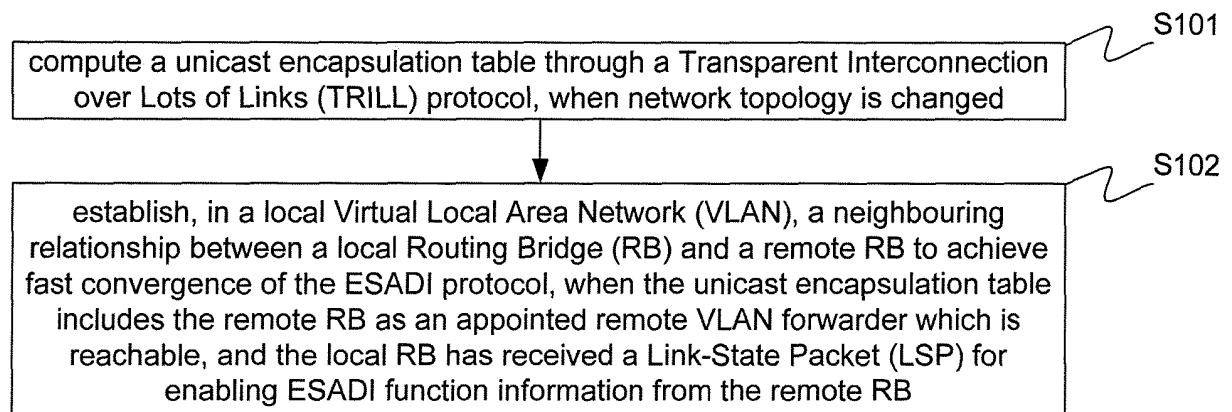 S101
compute a unicast encapsulation table through a Transparent Interconnection
over Lots of Links (TRILL) protocol, when network topology is changed
S102
establish, in a local Virtual Local Area Network (VLAN), a neighbouring
relationship between a local Routing Bridge (RB) and a remote RB to achieve
fast convergence of the ESADI protocol, when the unicast encapsulation table
includes the remote RB as an appointed remote VLAN forwarder which is
reachable, and the local RB has received a Link-State Packet (LSP) for
enabling ESADI function information from the remote RB